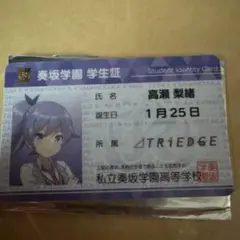 奏坂学園 学生証
Student Identity Card
氏名 高瀬 梨緒
誕生日 1月25日
所属 ⊿TRiEDGE
私立奏坂学園高等学校